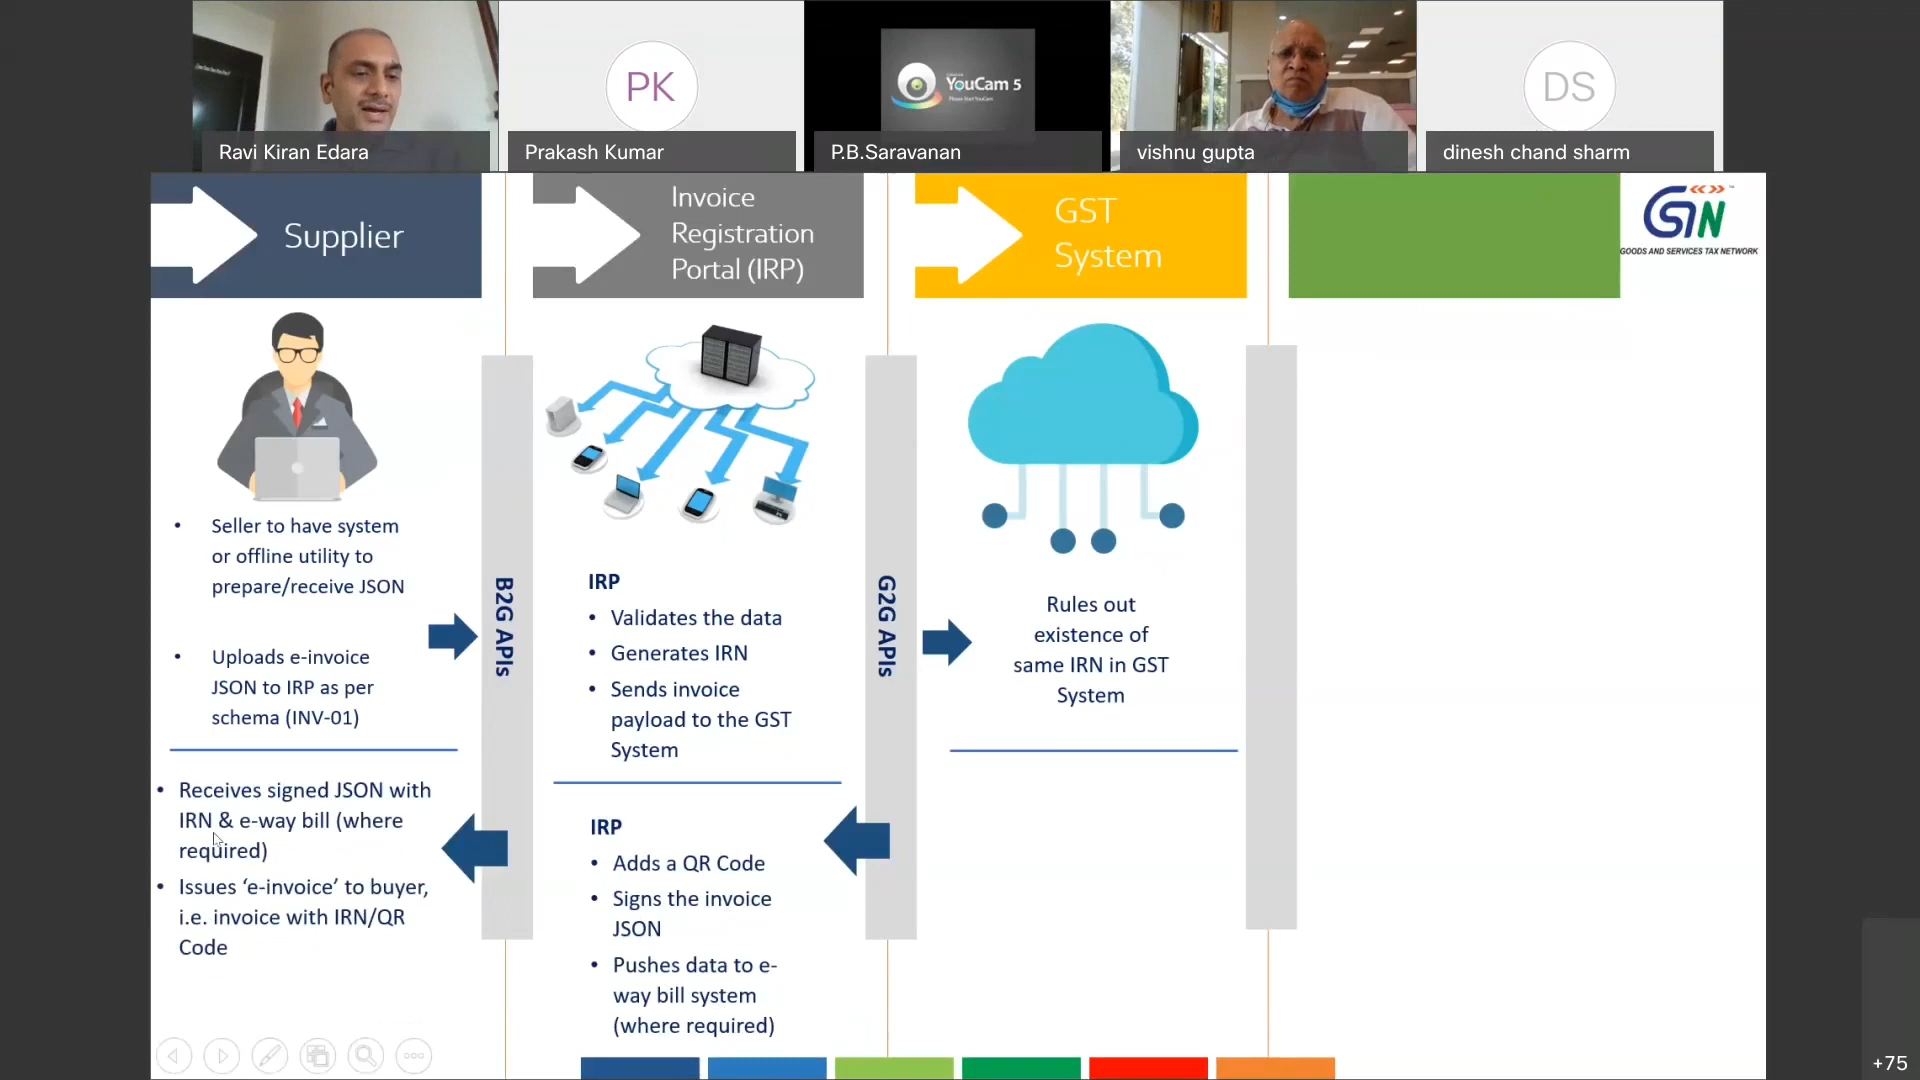 Ravi Kiran Edara
PK
Prakash Kumar
YouCam 5
P.B.Saravanan
vishnu gupta
DS
dinesh chand sharm
Supplier
Invoice
Registration
Portal (IRP)
GST
System
GSTN
GOODS AND SERVICES TAX NETWORK
• Seller to have system
or offline utility to
prepare/receive JSON
• Uploads e-invoice
JSON to IRP as per
schema (INV-01)
• Receives signed JSON with
IRN & e-way bill (where
required)
• Issues ‘e-invoice’ to buyer,
i.e. invoice with IRN/QR
Code
B2G APIs
IRP
• Validates the data
• Generates IRN
• Sends invoice
payload to the GST
System
IRP
• Adds a QR Code
• Signs the invoice
JSON
• Pushes data to e-
way bill system
(where required)
G2G APIs
Rules out
existence of
same IRN in GST
System
+75